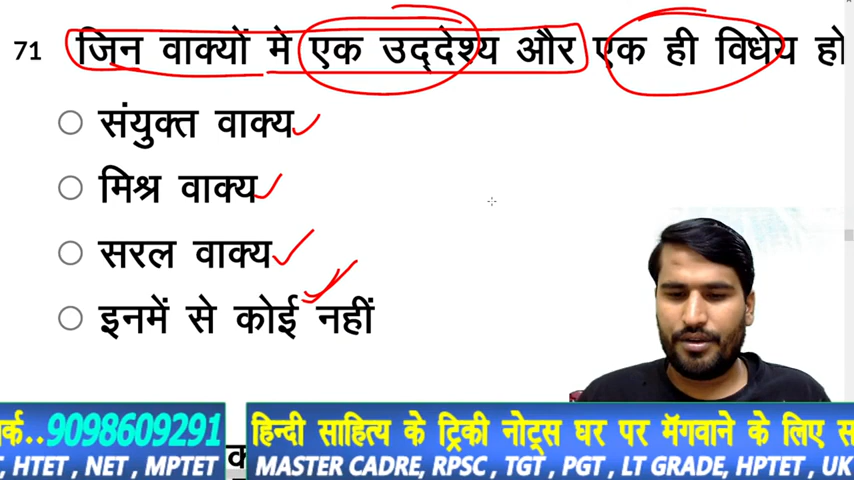 71 जिन वाक्यों मे एक उद्देश्य और एक ही विधेय हो
संयुक्त वाक्य
मिश्र वाक्य
सरल वाक्य
इनमें से कोई नहीं
र्क..9098609291 हिन्दी साहित्य के ट्रिकी नोट्स घर पर मॅगवाने के लिए स
, HTET , NET , MPTET MASTER CADRE, RPSC , TGT , PGT , LT GRADE, HPTET , UK